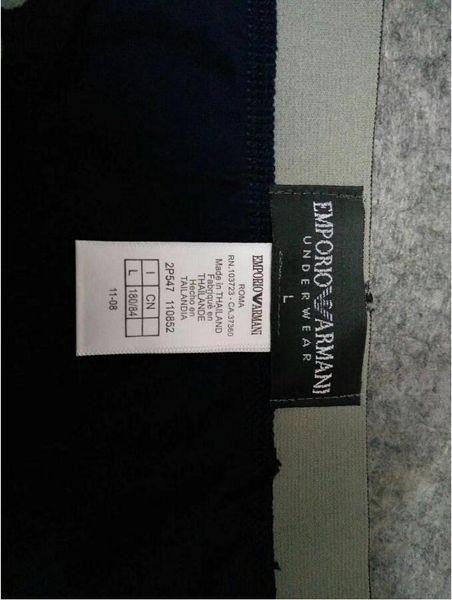 EMPORIO ARMANI
UNDERWEAR
L
EMPORIO ARMANI
ROMA
RN.103723 - CA.37360
Made in THAILAND
Fabriqué en
THAÏLANDE
Hecho en
TAILANDIA
2P547 110852
I CN
L 180/84
11-08